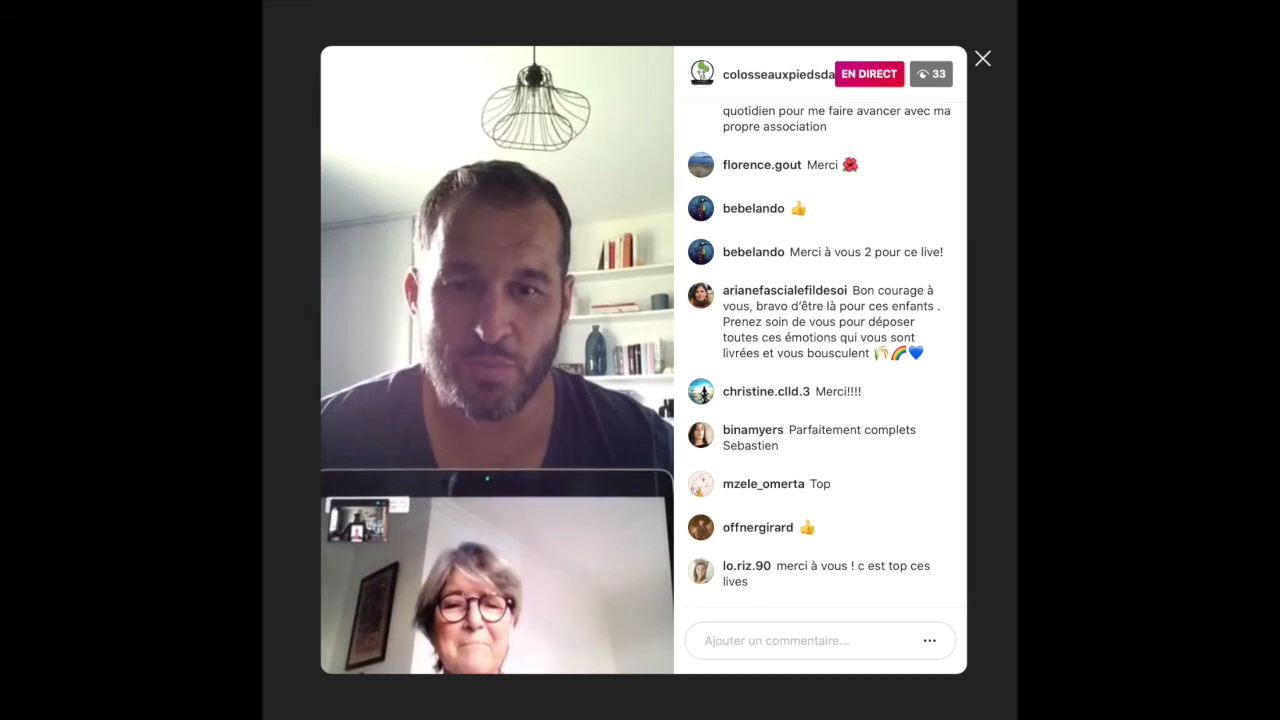 colosseauxpiedsda EN DIRECT 33
quotidien pour me faire avancer avec ma
propre association
florence.gout Merci 🌺
bebelando 👍
bebelando Merci à vous 2 pour ce live!
arianefascialefildesoi Bon courage à
vous, bravo d’être là pour ces enfants .
Prenez soin de vous pour déposer
toutes ces émotions qui vous sont
livrées et vous bousculent 🌾🌈💙
christine.clld.3 Merci!!!!
binamyers Parfaitement complets
Sebastien
mzele_omerta Top
offnergirard 👍
lo.riz.90 merci à vous ! c est top ces
lives
Ajouter un commentaire...